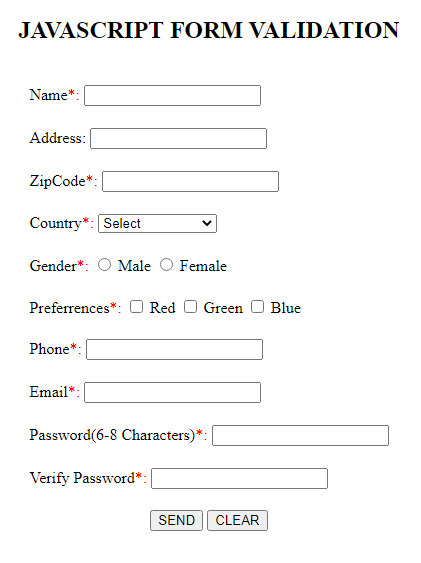 JAVASCRIPT FORM VALIDATION
Name*:
Address:
ZipCode*:
Country*: Select
Gender*: Male Female
Preferrences*: Red Green Blue
Phone*:
Email*:
Password(6-8 Characters)*:
Verify Password*:
SEND CLEAR